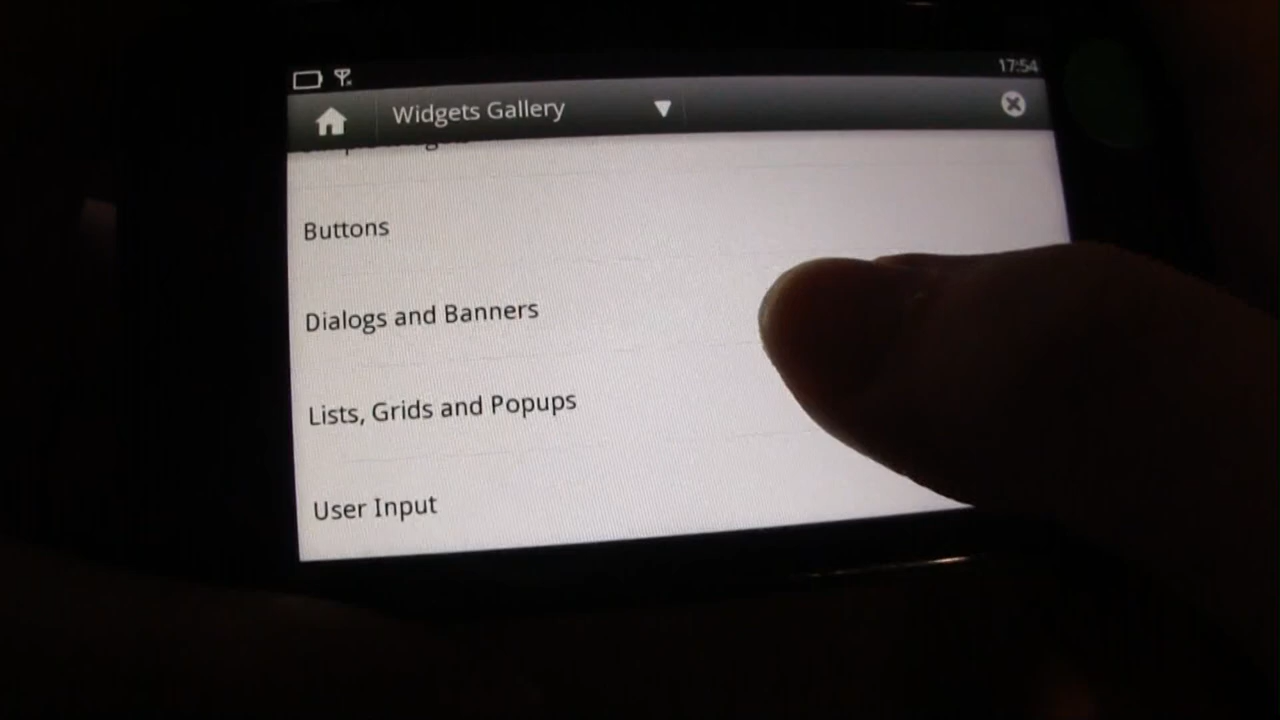 17:54
Widgets Gallery
Buttons
Dialogs and Banners
Lists, Grids and Popups
User Input